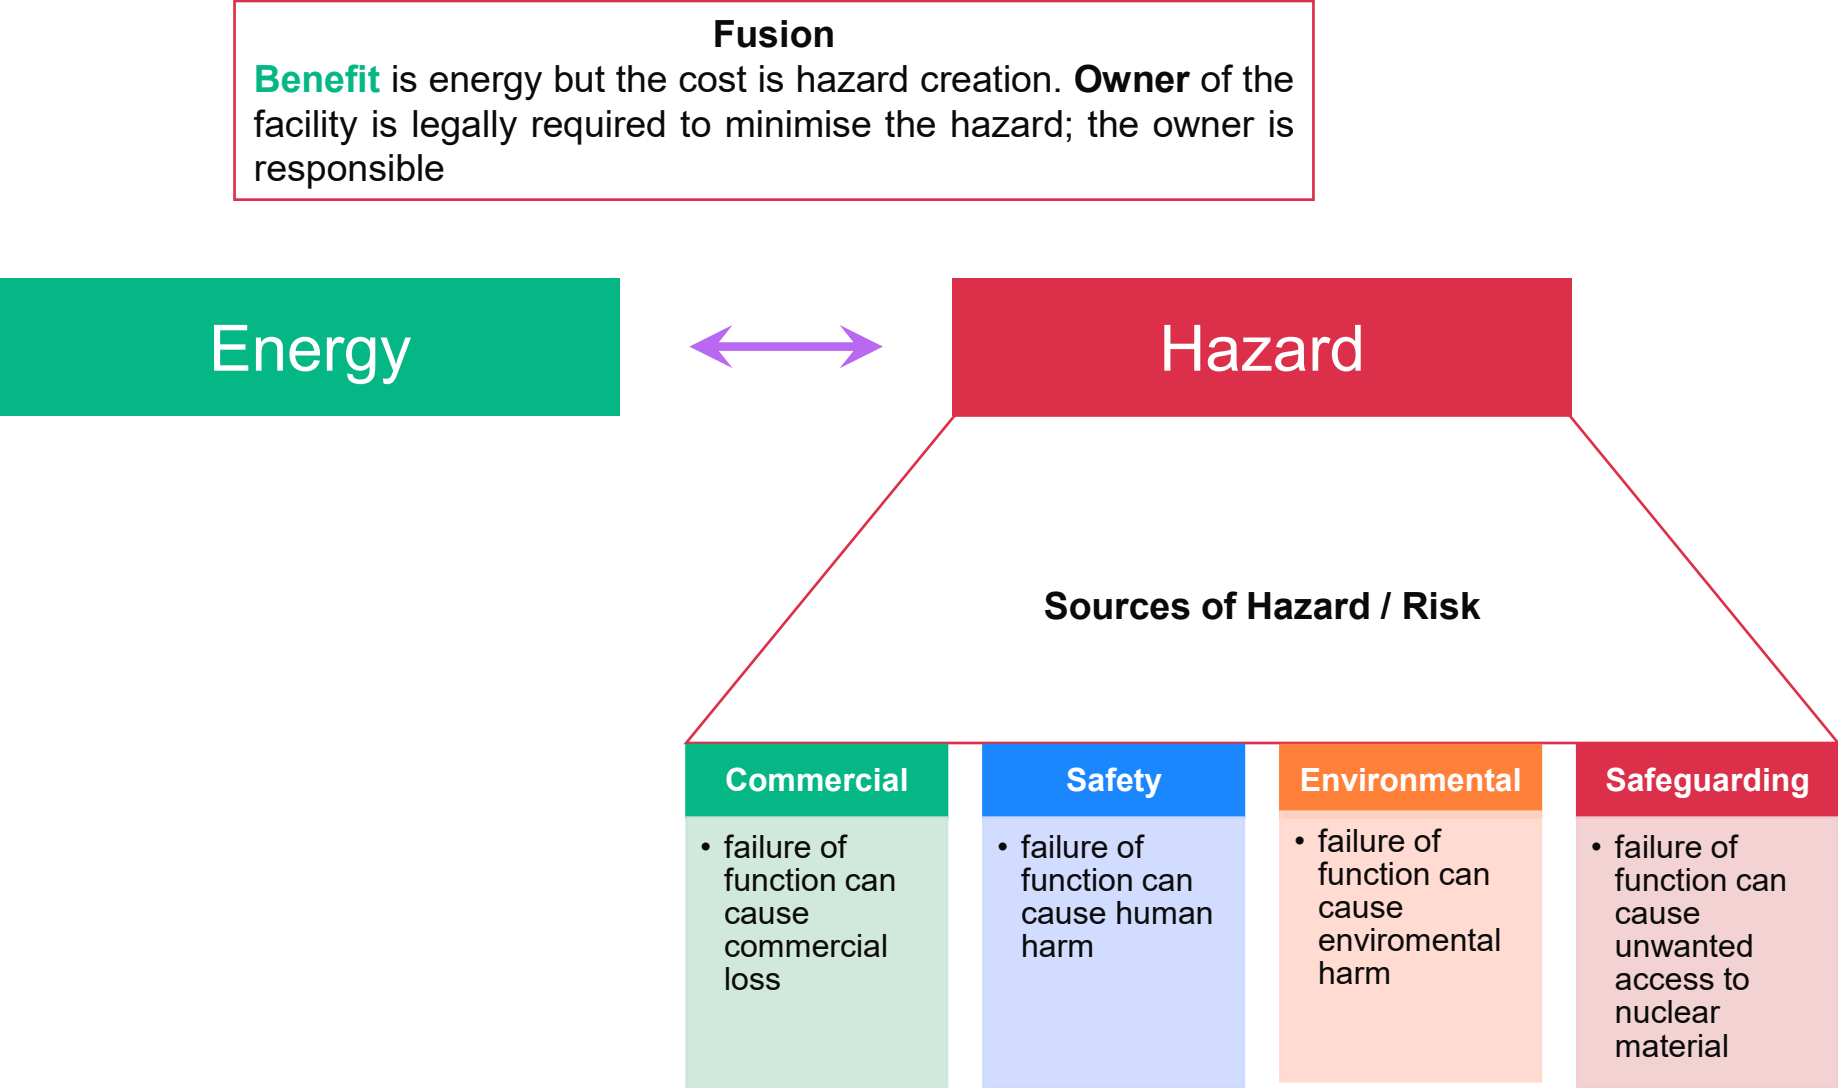 Fusion
Benefit is energy but the cost is hazard creation. Owner of the
facility is legally required to minimise the hazard; the owner is
responsible
Energy
Hazard
Sources of Hazard / Risk
Commercial
• failure of
function can
cause
commercial
loss
Safety
• failure of
function can
cause human
harm
Environmental
• failure of
function can
cause
enviromental
harm
Safeguarding
• failure of
function can
cause
unwanted
access to
nuclear
material